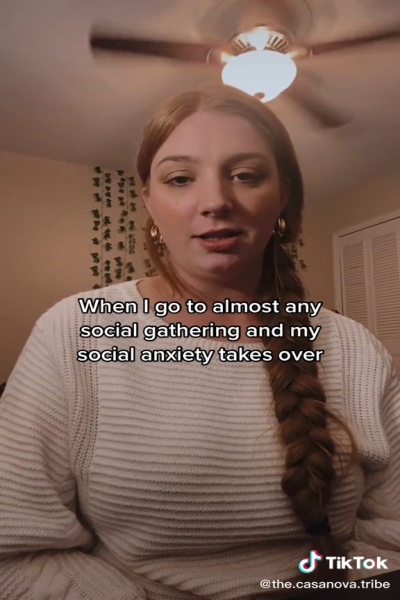 When I go to almost any
social gathering and my
social anxiety takes over
TikTok
@the.casanova.tribe